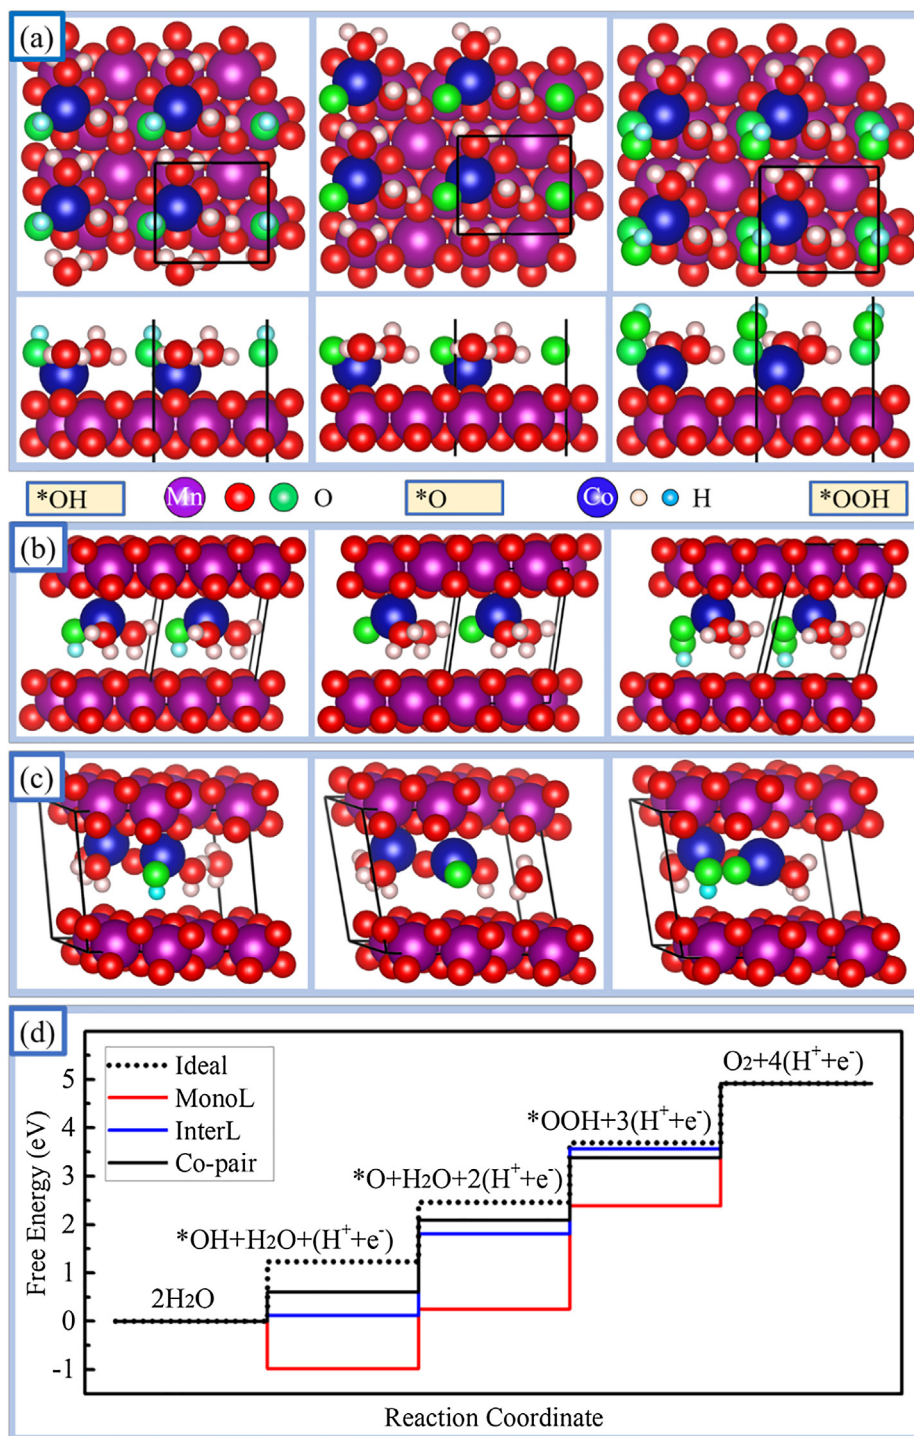 (a)
*OH Mn O *O Co H *OOH
(b)
(c)
(d)
Ideal
MonoL
InterL
Co-pair
O₂+4(H⁺+e⁻)
*OOH+3(H⁺+e⁻)
*O+H₂O+2(H⁺+e⁻)
*OH+H₂O+(H⁺+e⁻)
2H₂O
5
4
3
2
1
0
-1
Free Energy (eV)
Reaction Coordinate